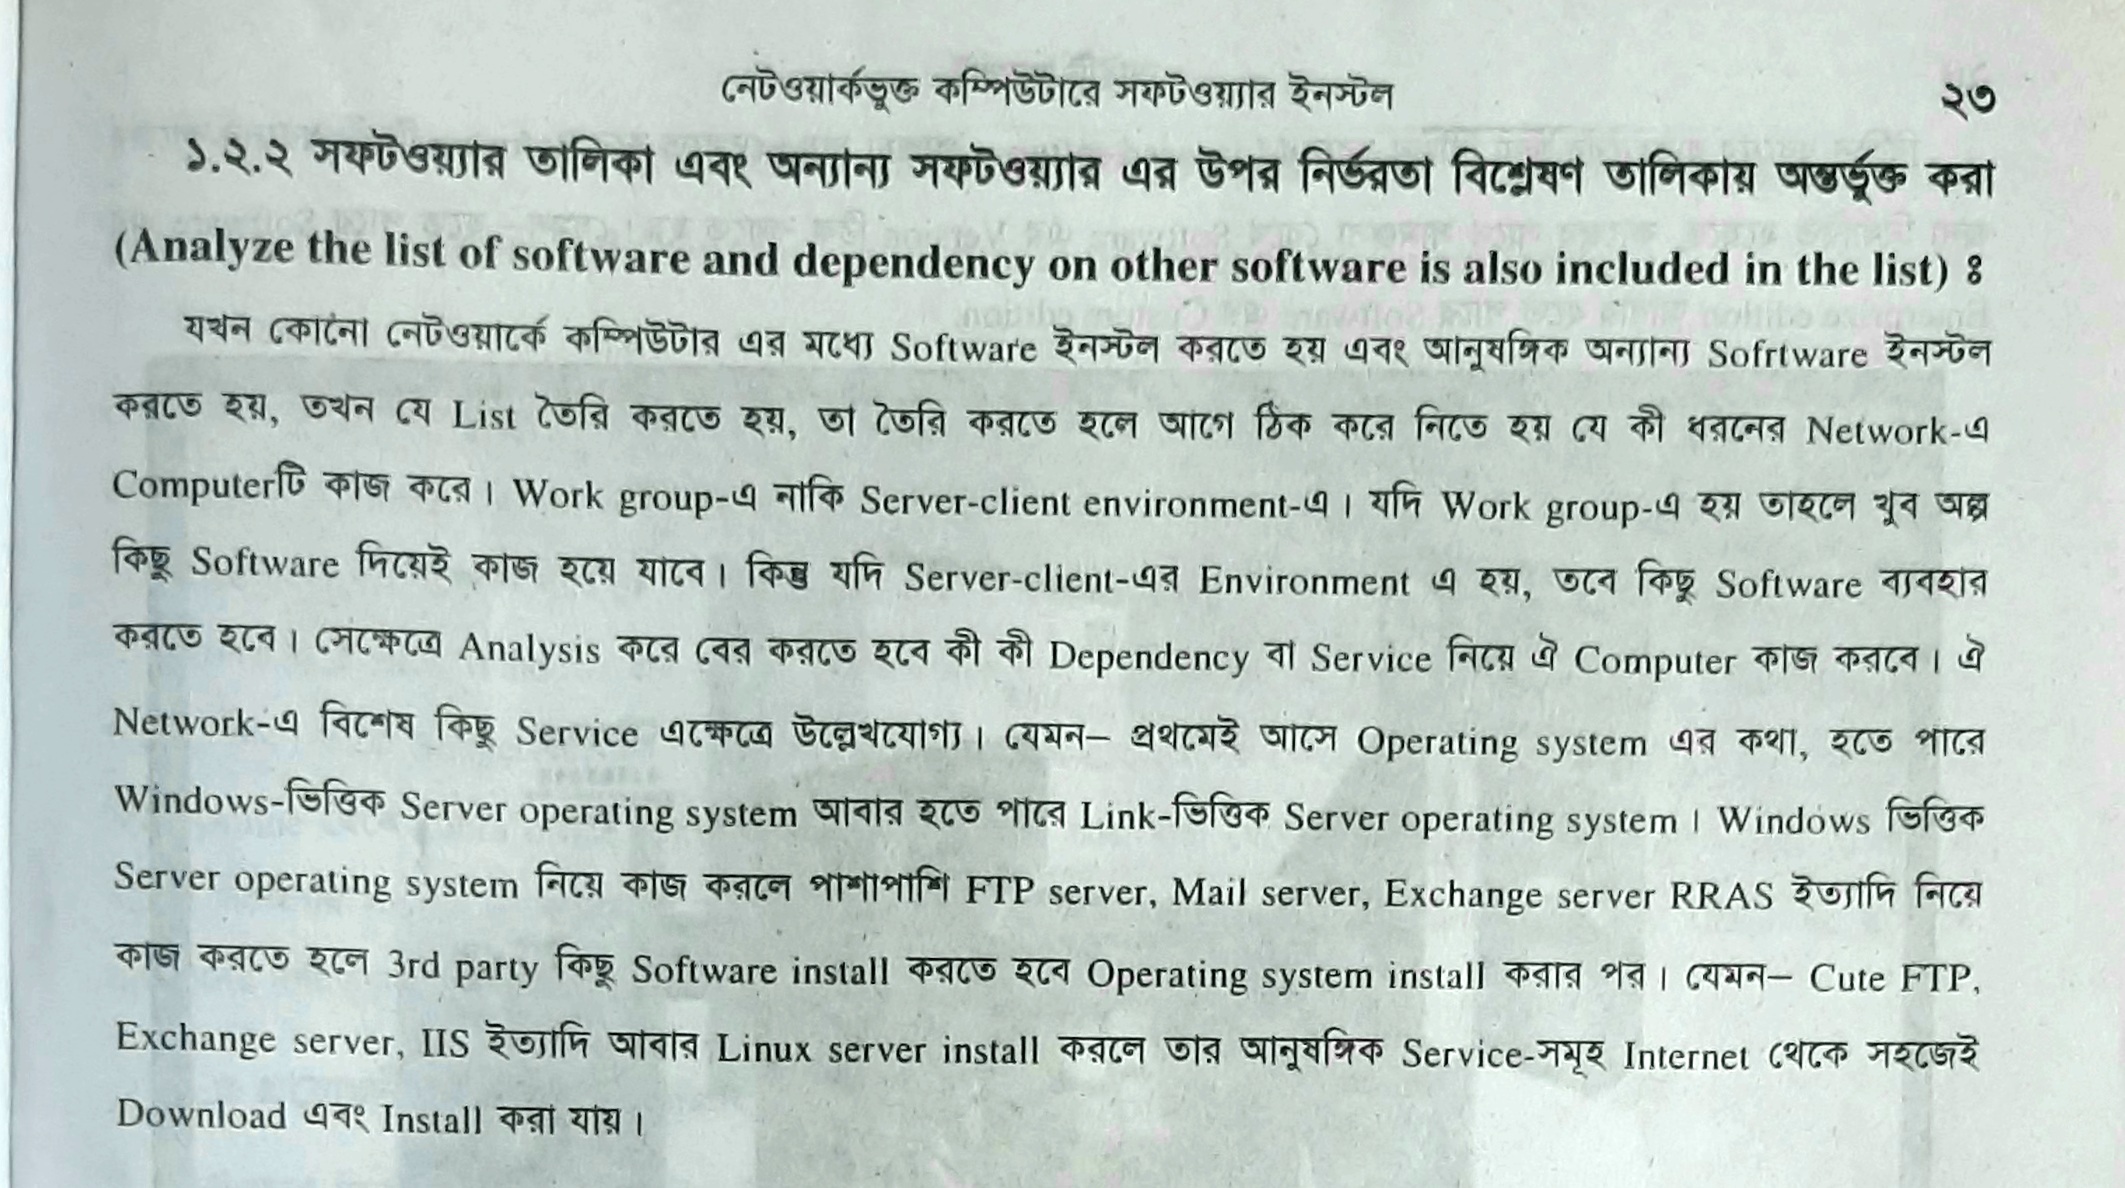 নেটওয়ার্কভুক্ত কম্পিউটারে সফটওয়্যার ইনস্টল ২৩
১.২.২ সফটওয়্যার তালিকা এবং অন্যান্য সফটওয়্যার এর উপর নির্ভরতা বিশ্লেষণ তালিকায় অন্তর্ভুক্ত করা
(Analyze the list of software and dependency on other software is also included in the list) ঃ
যখন কোনো নেটওয়ার্কে কম্পিউটার এর মধ্যে Software ইনস্টল করতে হয় এবং আনুষঙ্গিক অন্যান্য Sofrtware ইনস্টল
করতে হয়, তখন যে List তৈরি করতে হয়, তা তৈরি করতে হলে আগে ঠিক করে নিতে হয় যে কী ধরনের Network-এ
Computerটি কাজ করে। Work group-এ নাকি Server-client environment-এ। যদি Work group-এ হয় তাহলে খুব অল্প
কিছু Software দিয়েই কাজ হয়ে যাবে। কিন্তু যদি Server-client-এর Environment এ হয়, তবে কিছু Software ব্যবহার
করতে হবে। সেক্ষেত্রে Analysis করে বের করতে হবে কী কী Dependency বা Service নিয়ে ঐ Computer কাজ করবে। ঐ
Network-এ বিশেষ কিছু Service এক্ষেত্রে উল্লেখযোগ্য। যেমন– প্রথমেই আসে Operating system এর কথা, হতে পারে
Windows-ভিত্তিক Server operating system আবার হতে পারে Link-ভিত্তিক Server operating system। Windows ভিত্তিক
Server operating system নিয়ে কাজ করলে পাশাপাশি FTP server, Mail server, Exchange server RRAS ইত্যাদি নিয়ে
কাজ করতে হলে 3rd party কিছু Software install করতে হবে Operating system install করার পর। যেমন– Cute FTP,
Exchange server, IIS ইত্যাদি আবার Linux server install করলে তার আনুষঙ্গিক Service-সমূহ Internet থেকে সহজেই
Download এবং Install করা যায়।